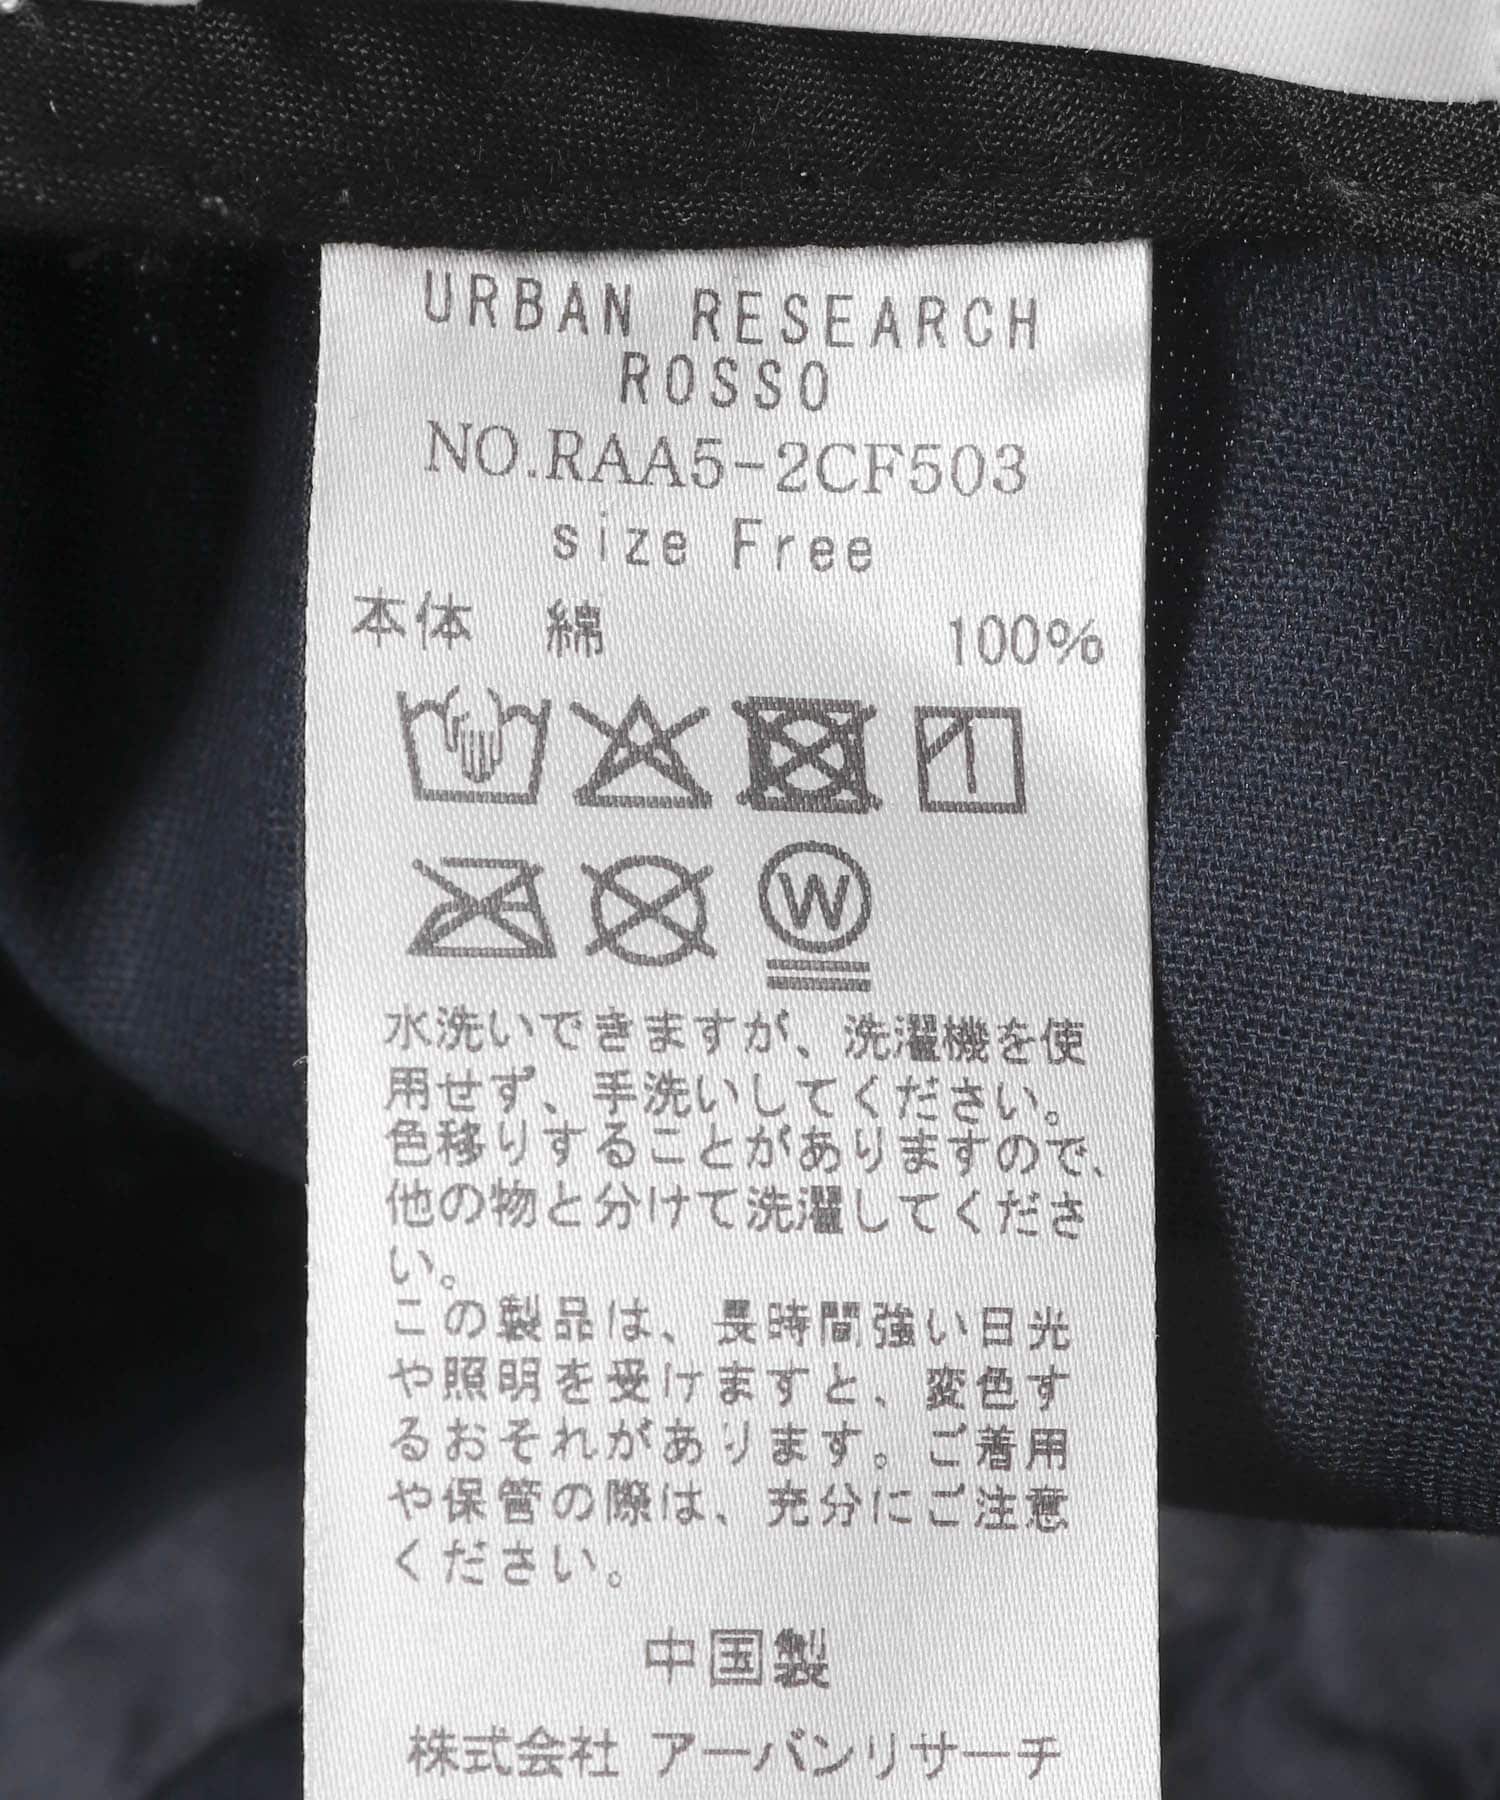 URBAN RESEARCH
ROSSO
NO.RAA5-2CF503
size Free
本体 綿 100%
W
水洗いできますが、洗濯機を使
用せず、手洗いしてください。
色移りすることがありますので、
他の物と分けて洗濯してくださ
い。
この製品は、長時間強い日光
や照明を受けますと、変色す
るおそれがあります。ご着用
や保管の際は、充分にご注意
ください。
中国製
株式会社 アーバンリサーチ